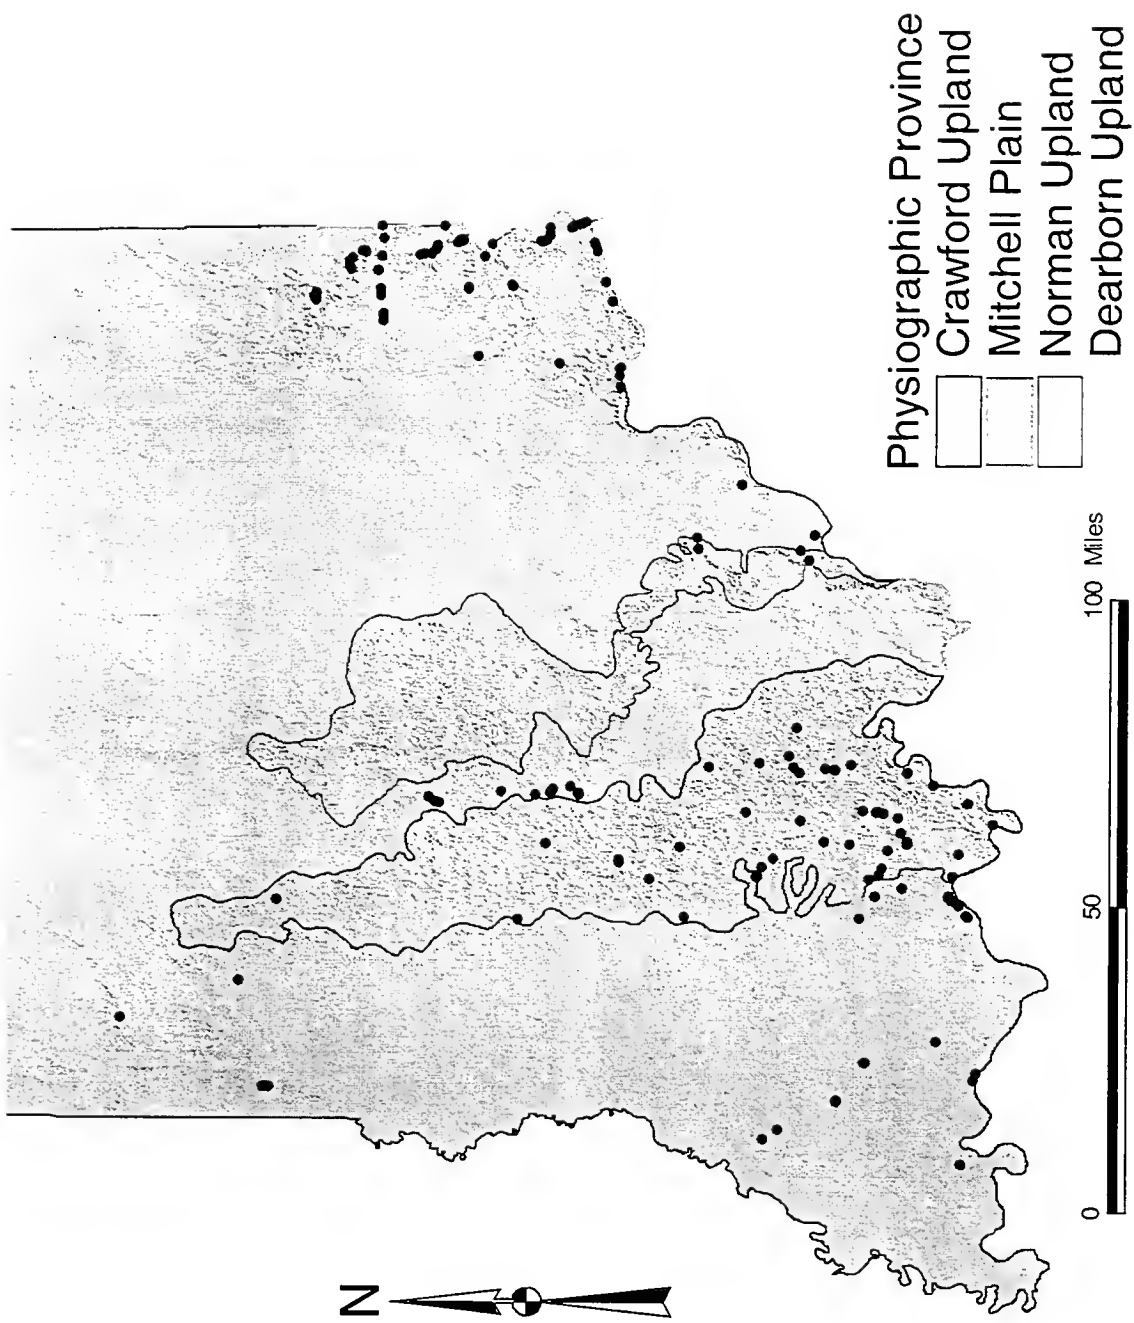 N
Physiographic Province
Crawford Upland
Mitchell Plain
Norman Upland
Dearborn Upland
0 50 100 Miles